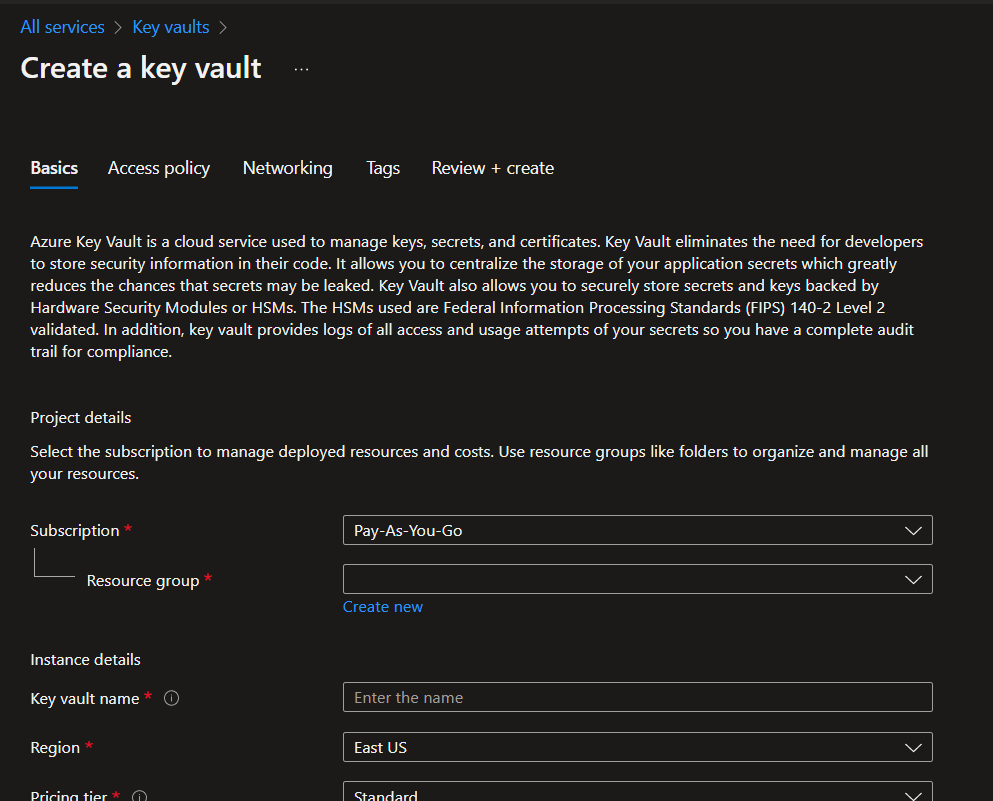 All services > Key vaults >
Create a key vault ...
Basics Access policy Networking Tags Review + create
Azure Key Vault is a cloud service used to manage keys, secrets, and certificates. Key Vault eliminates the need for developers
to store security information in their code. It allows you to centralize the storage of your application secrets which greatly
reduces the chances that secrets may be leaked. Key Vault also allows you to securely store secrets and keys backed by
Hardware Security Modules or HSMs. The HSMs used are Federal Information Processing Standards (FIPS) 140-2 Level 2
validated. In addition, key vault provides logs of all access and usage attempts of your secrets so you have a complete audit
trail for compliance.
Project details
Select the subscription to manage deployed resources and costs. Use resource groups like folders to organize and manage all
your resources.
Subscription * Pay-As-You-Go
Resource group *
Create new
Instance details
Key vault name * Enter the name
Region * East US
Pricing tier * Standard